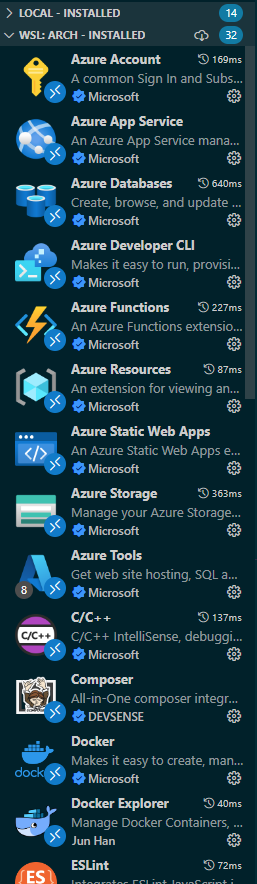 LOCAL - INSTALLED 14
WSL: ARCH - INSTALLED 32
Azure Account 169ms
A common Sign In and Subs...
Microsoft
Azure App Service
An Azure App Service mana...
Microsoft
Azure Databases 640ms
Create, browse, and update ...
Microsoft
Azure Developer CLI
Makes it easy to run, provisi...
Microsoft
Azure Functions 227ms
An Azure Functions extensio...
Microsoft
Azure Resources 87ms
An extension for viewing an...
Microsoft
Azure Static Web Apps
An Azure Static Web Apps e...
Microsoft
Azure Storage 363ms
Manage your Azure Storage...
Microsoft
Azure Tools
Get web site hosting, SQL a...
8
Microsoft
C/C++ 137ms
C/C++
C/C++ IntelliSense, debuggi...
Microsoft
Composer
All-in-One composer integr...
DEVSENSE
Docker
Makes it easy to create, man...
docke
Microsoft
Docker Explorer 40ms
Manage Docker Containers, ...
Jun Han
ESLint 72ms
ES
Integrates ESLint JavaScript i...